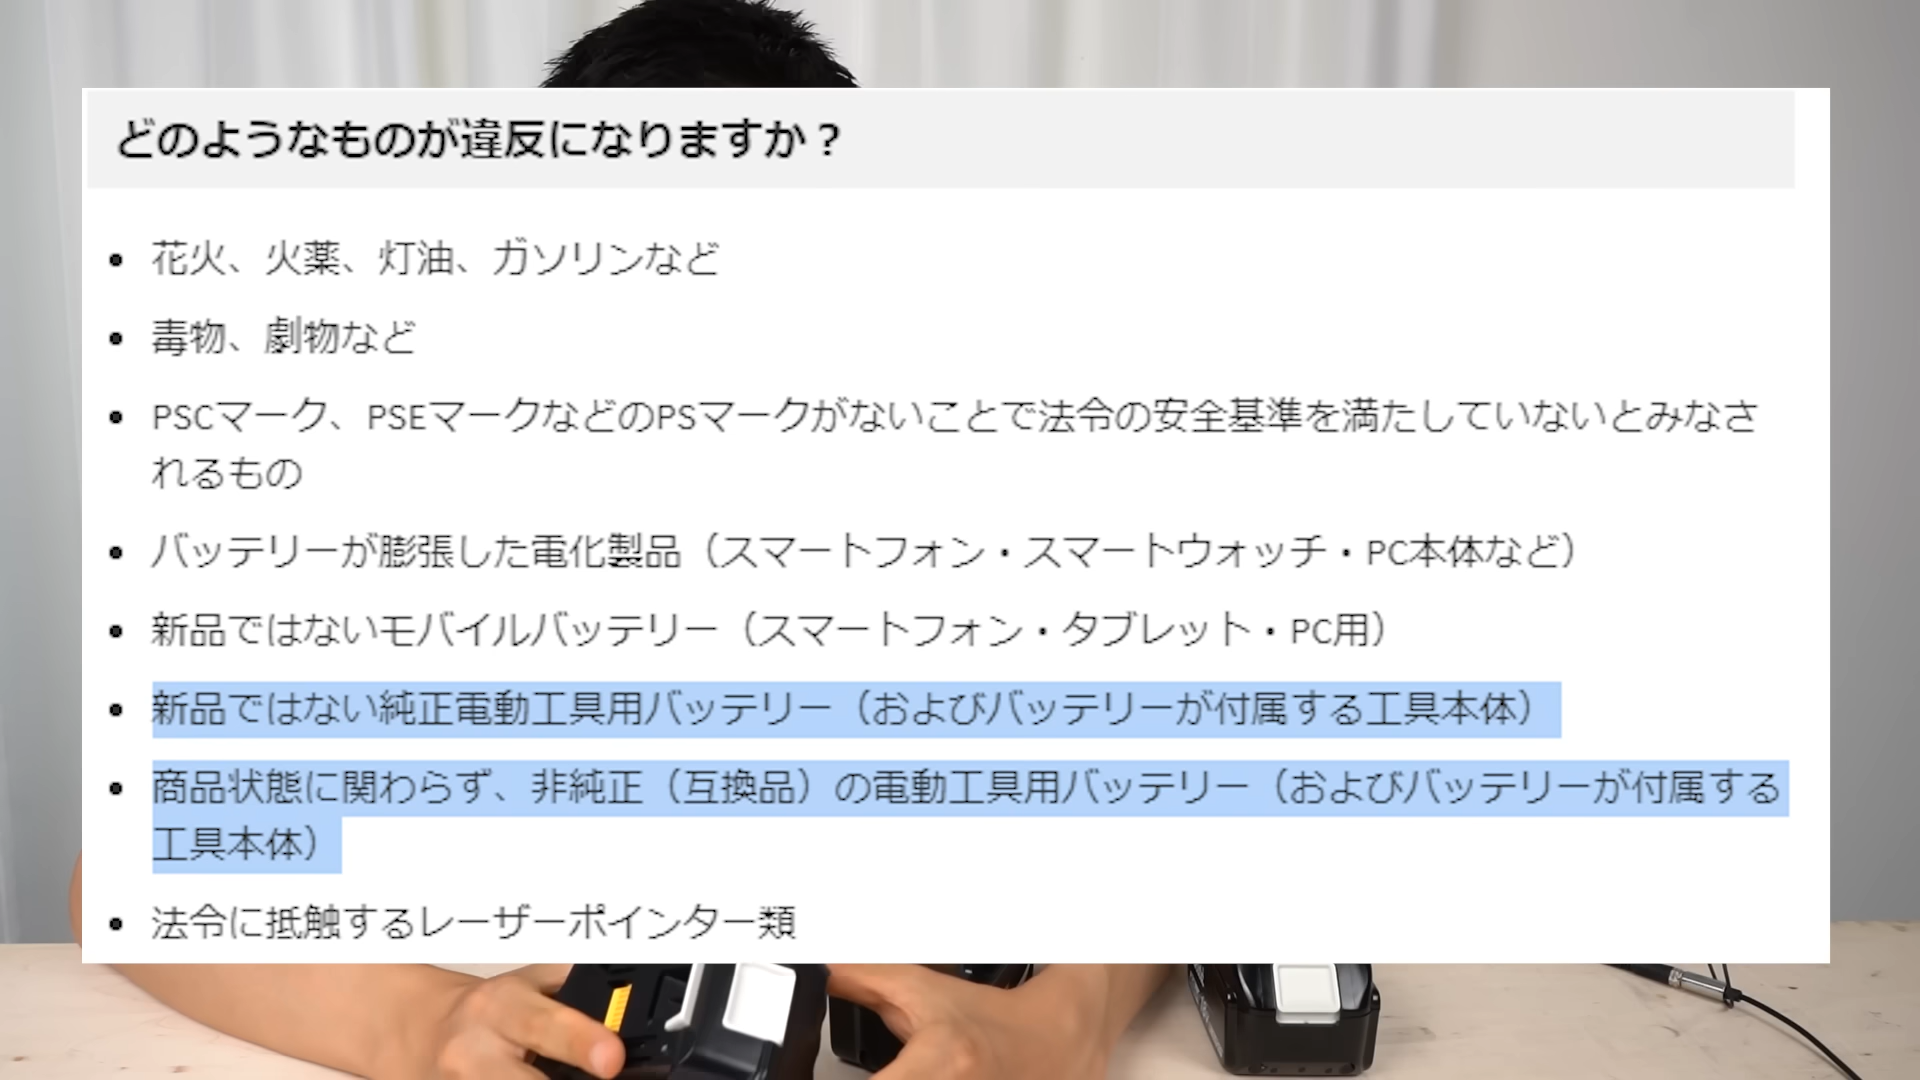 どのようなものが違反になりますか？
• 花火、火薬、灯油、ガソリンなど
• 毒物、劇物など
• PSCマーク、PSEマークなどのPSマークがないことで法令の安全基準を満たしていないとみなさ
れるもの
• バッテリーが膨張した電化製品（スマートフォン・スマートウォッチ・PC本体など）
• 新品ではないモバイルバッテリー（スマートフォン・タブレット・PC用）
• 新品ではない純正電動工具用バッテリー（およびバッテリーが付属する工具本体）
• 商品状態に関わらず、非純正（互換品）の電動工具用バッテリー（およびバッテリーが付属する
工具本体）
• 法令に抵触するレーザーポインター類